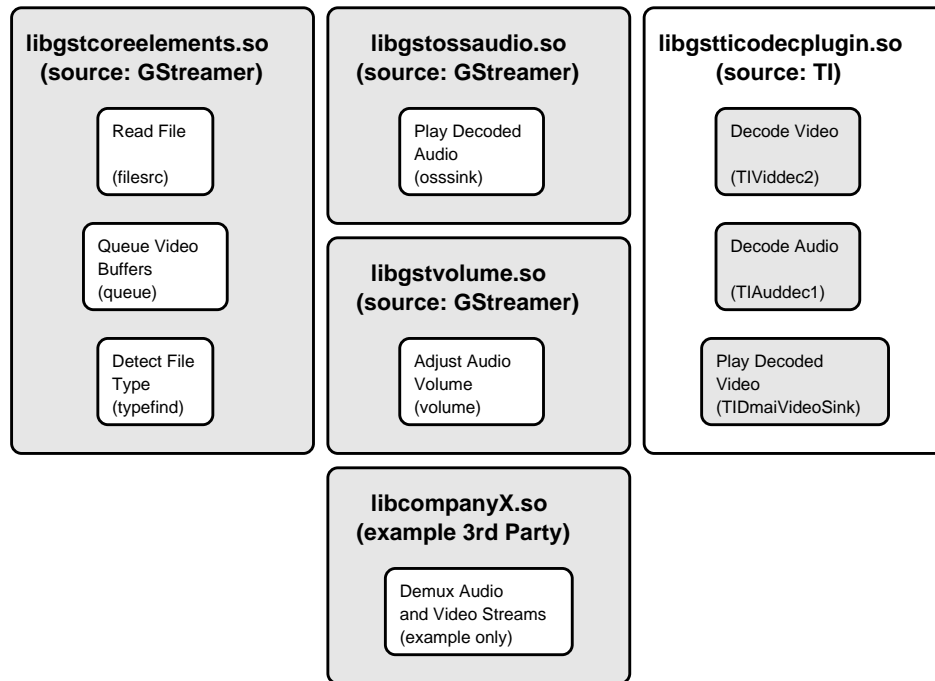 libgstcoreelements.so
(source: GStreamer)
Read File
(filesrc)
Queue Video
Buffers
(queue)
Detect File
Type
(typefind)
libgstossaudio.so
(source: GStreamer)
Play Decoded
Audio
(osssink)
libgstvolume.so
(source: GStreamer)
Adjust Audio
Volume
(volume)
libcompanyX.so
(example 3rd Party)
Demux Audio
and Video Streams
(example only)
libgstticodecplugin.so
(source: TI)
Decode Video
(TIViddec2)
Decode Audio
(TIAuddec1)
Play Decoded
Video
(TIDmaiVideoSink)